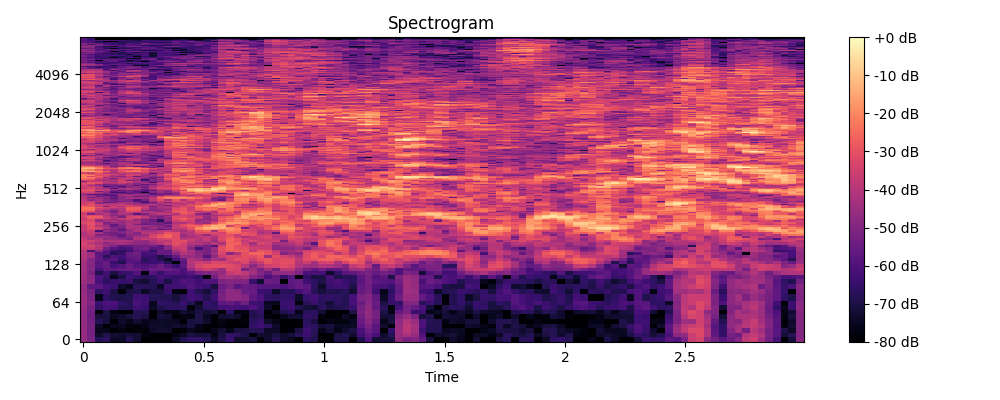 Spectrogram
+0 dB
4096
-10 dB
2048
-20 dB
1024
-30 dB
Hz
512
-40 dB
256
-50 dB
128
-60 dB
64
-70 dB
0
-80 dB
0
0.5
1
1.5
2
2.5
Time